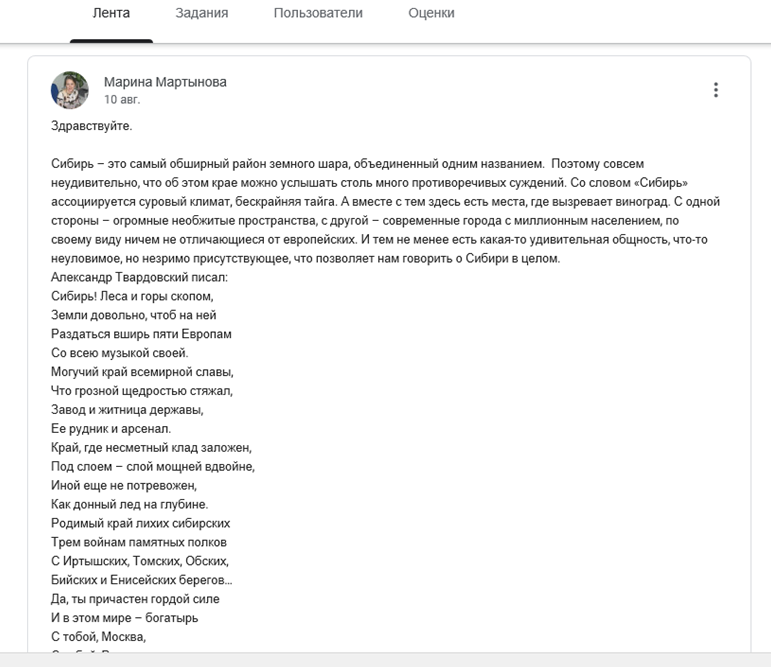 Лента Задания Пользователи Оценки
Марина Мартынова
10 авг.
Здравствуйте.
Сибирь – это самый обширный район земного шара, объединенный одним названием. Поэтому совсем
неудивительно, что об этом крае можно услышать столь много противоречивых суждений. Со словом «Сибирь»
ассоциируется суровый климат, бескрайняя тайга. А вместе с тем здесь есть места, где вызревает виноград. С одной
стороны – огромные необжитые пространства, с другой – современные города с миллионным населением, по
своему виду ничем не отличающиеся от европейских. И тем не менее есть какая-то удивительная общность, что-то
неуловимое, но незримо присутствующее, что позволяет нам говорить о Сибири в целом.
Александр Твардовский писал:
Сибирь! Леса и горы скопом,
Земли довольно, чтоб на ней
Раздаться вширь пяти Европам
Со всею музыкой своей.
Могучий край всемирной славы,
Что грозной щедростью стяжал,
Завод и житница державы,
Ее рудник и арсенал.
Край, где несметный клад заложен,
Под слоем – слой мощней вдвойне,
Иной еще не потревожен,
Как донный лед на глубине.
Родимый край лихих сибирских
Трем войнам памятных полков
С Иртышских, Томских, Обских,
Бийских и Енисейских берегов...
Да, ты причастен гордой силе
И в этом мире – богатырь
С тобой, Москва,